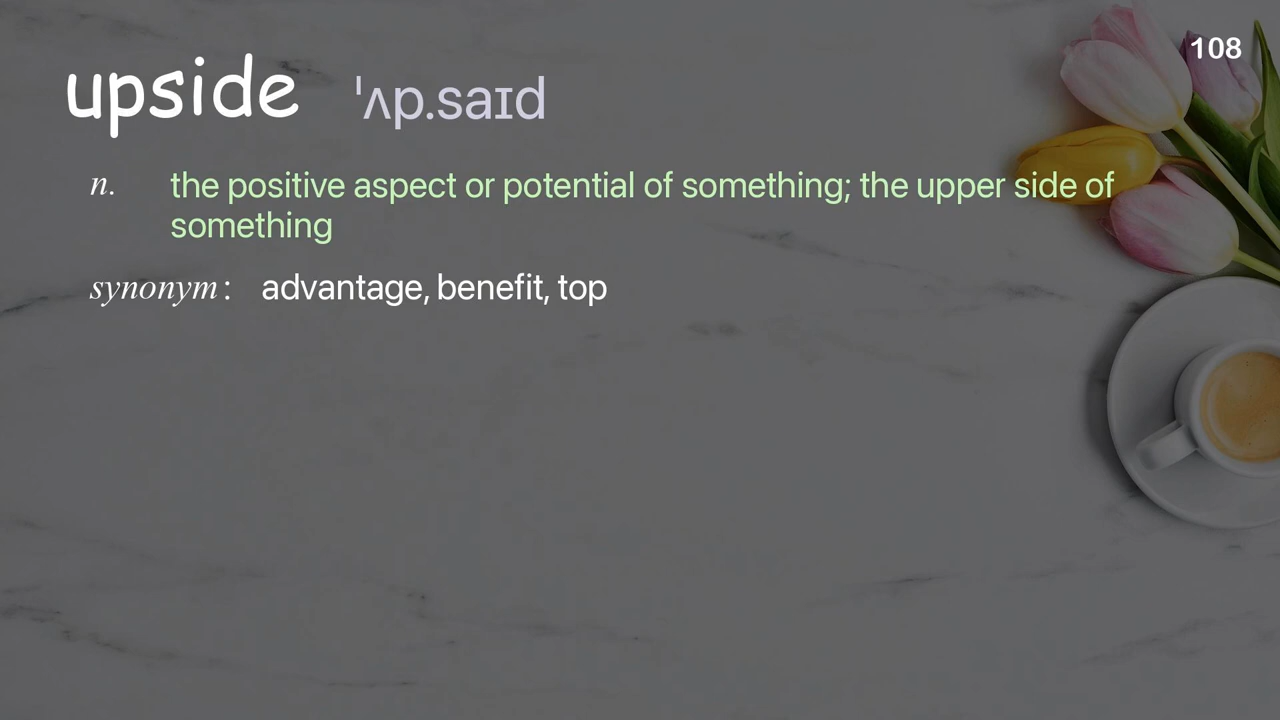 108
upside ˈʌp.saɪd
n. the positive aspect or potential of something; the upper side of
something
synonym : advantage, benefit, top